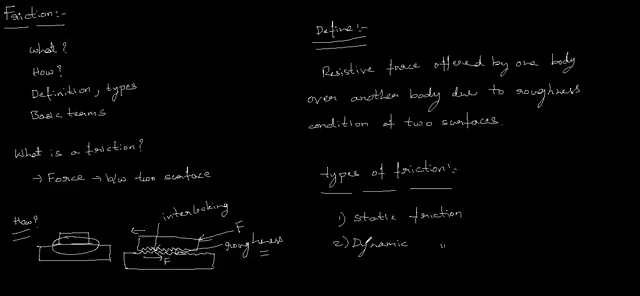 Friction:-
What?
How?
Definition, types
Basic terms
What is a friction?
→ Force → b/w two surface
How?
interlocking
F
roughness
F
Define:-
Resistive force offered by one body
over another body due to roughness
condition of two surfaces.
types of friction:-
1) Static friction
2) Dynamic "